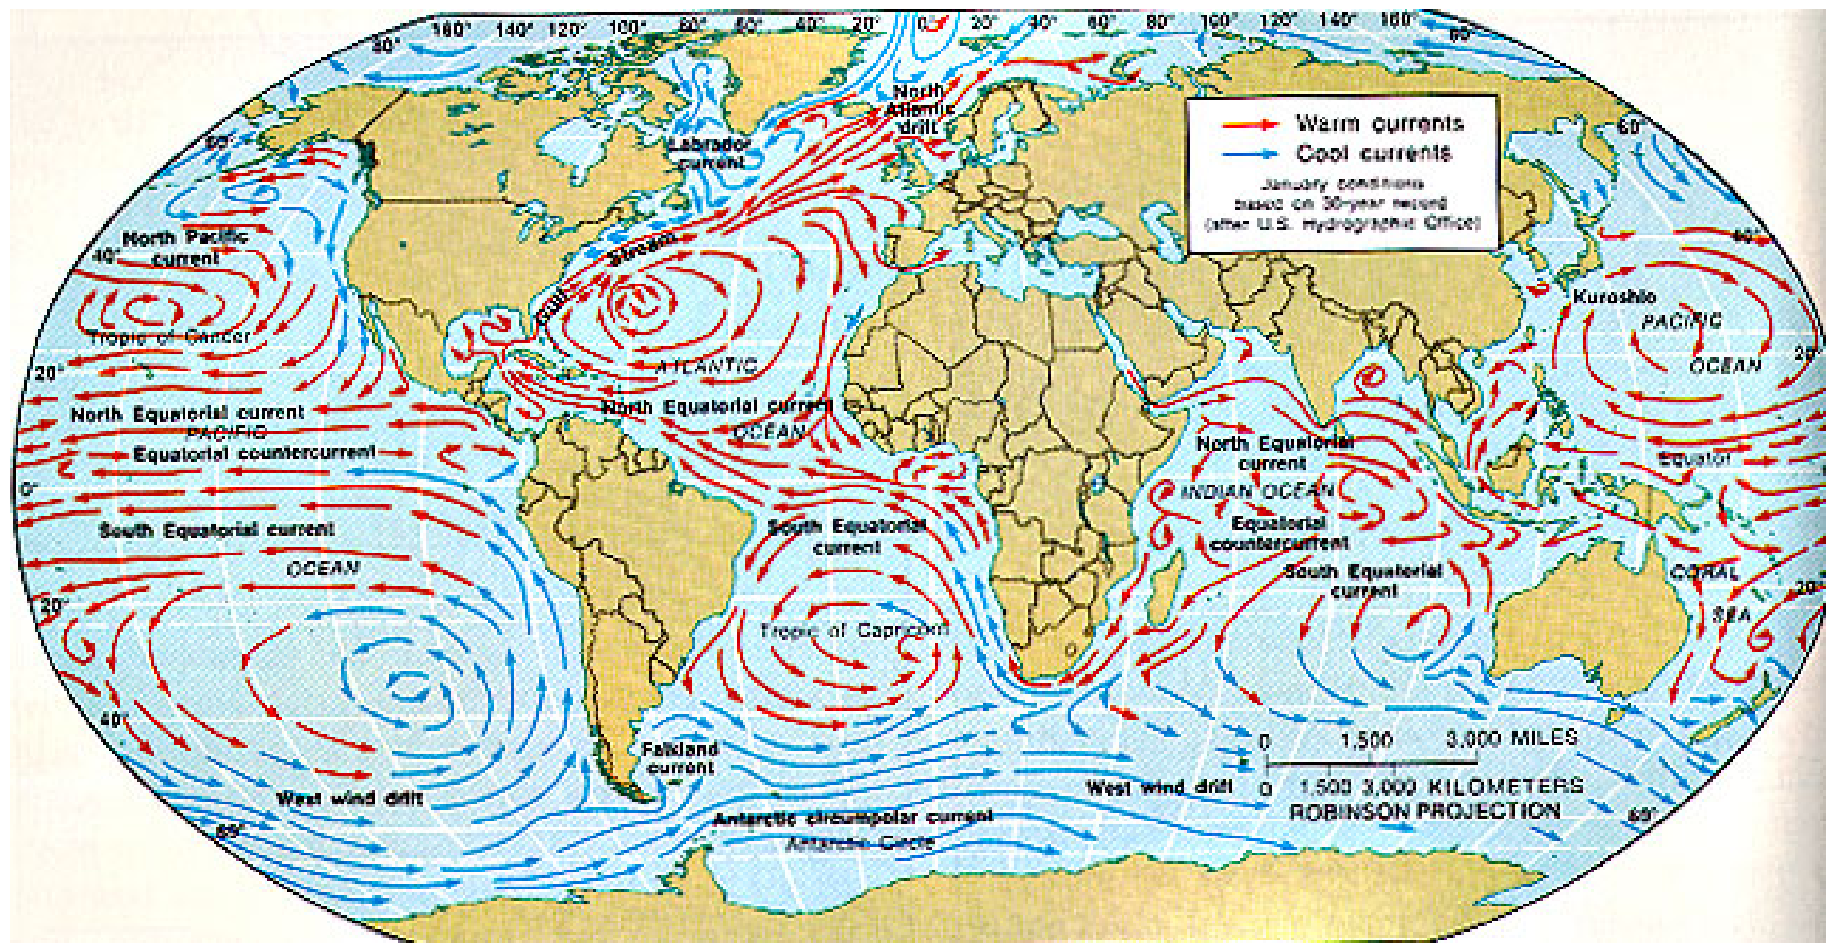 160° 140° 120° 100° 80° 60° 40° 20° 0° 20° 40° 60° 80° 100° 120° 140° 160°
80°
80°
North
Atlantic
drift
Labrador
current
Warm currents
Cool currents
January conditions
based on 30-year record
(after U.S. Hydrographic Office)
60°
60°
North Pacific
current
40°
40°
Gulf Stream
Kuroshio
PACIFIC
OCEAN
Tropic of Cancer
ATLANTIC
OCEAN
20°
20°
North Equatorial current
PACIFIC
Equatorial countercurrent
North Equatorial current
North Equatorial
current
Equator
0°
INDIAN OCEAN
South Equatorial current
OCEAN
South Equatorial
current
Equatorial
countercurrent
South Equatorial
current
CORAL
SEA
20°
20°
Tropic of Capricorn
40°
Falkland
current
0 1,500 3,000 MILES
0 1,500 3,000 KILOMETERS
ROBINSON PROJECTION
West wind drift
West wind drift
Antarctic circumpolar current
Antarctic Circle
60°
60°